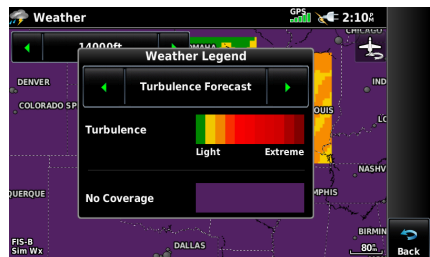 Weather
GPS
2:10
14000ft
OMAHA
CHICAGO
Weather Legend
DENVER
Turbulence Forecast
IND
COLORADO SP
OUIS
Turbulence
Light
Extreme
NASHV
No Coverage
QUERQUE
MPHIS
BIRMIN
FIS-B
Sim Wx
DALLAS
80
Back